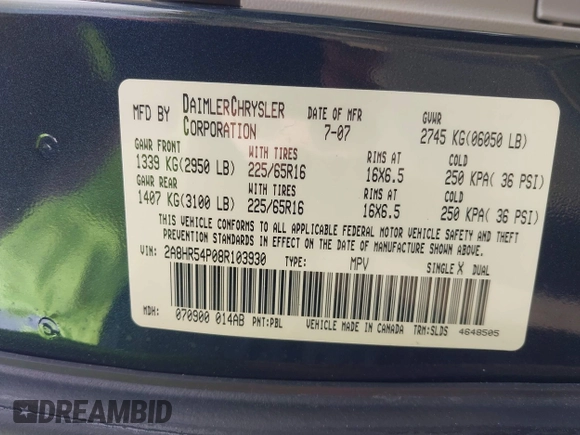 MFD BY DAIMLERCHRYSLER CORPORATION DATE OF MFR 7-07 GVWR 2745 KG(06050 LB)
GAWR FRONT WITH TIRES RIMS AT COLD
1339 KG(2950 LB) 225/65R16 16X6.5 250 KPA( 36 PSI)
GAWR REAR WITH TIRES RIMS AT COLD
1407 KG(3100 LB) 225/65R16 16X6.5 250 KPA( 36 PSI)
THIS VEHICLE CONFORMS TO ALL APPLICABLE FEDERAL MOTOR VEHICLE SAFETY AND THEFT
PREVENTION STANDARDS IN EFFECT ON THE DATE OF MANUFACTURE SHOWN ABOVE.
VIN: 2A8HR54P08R103930 TYPE: MPV SINGLE X DUAL
MDH: 070900 014AB PNT:PBL VEHICLE MADE IN CANADA TRM:SLDS 4648505
DREAMBID